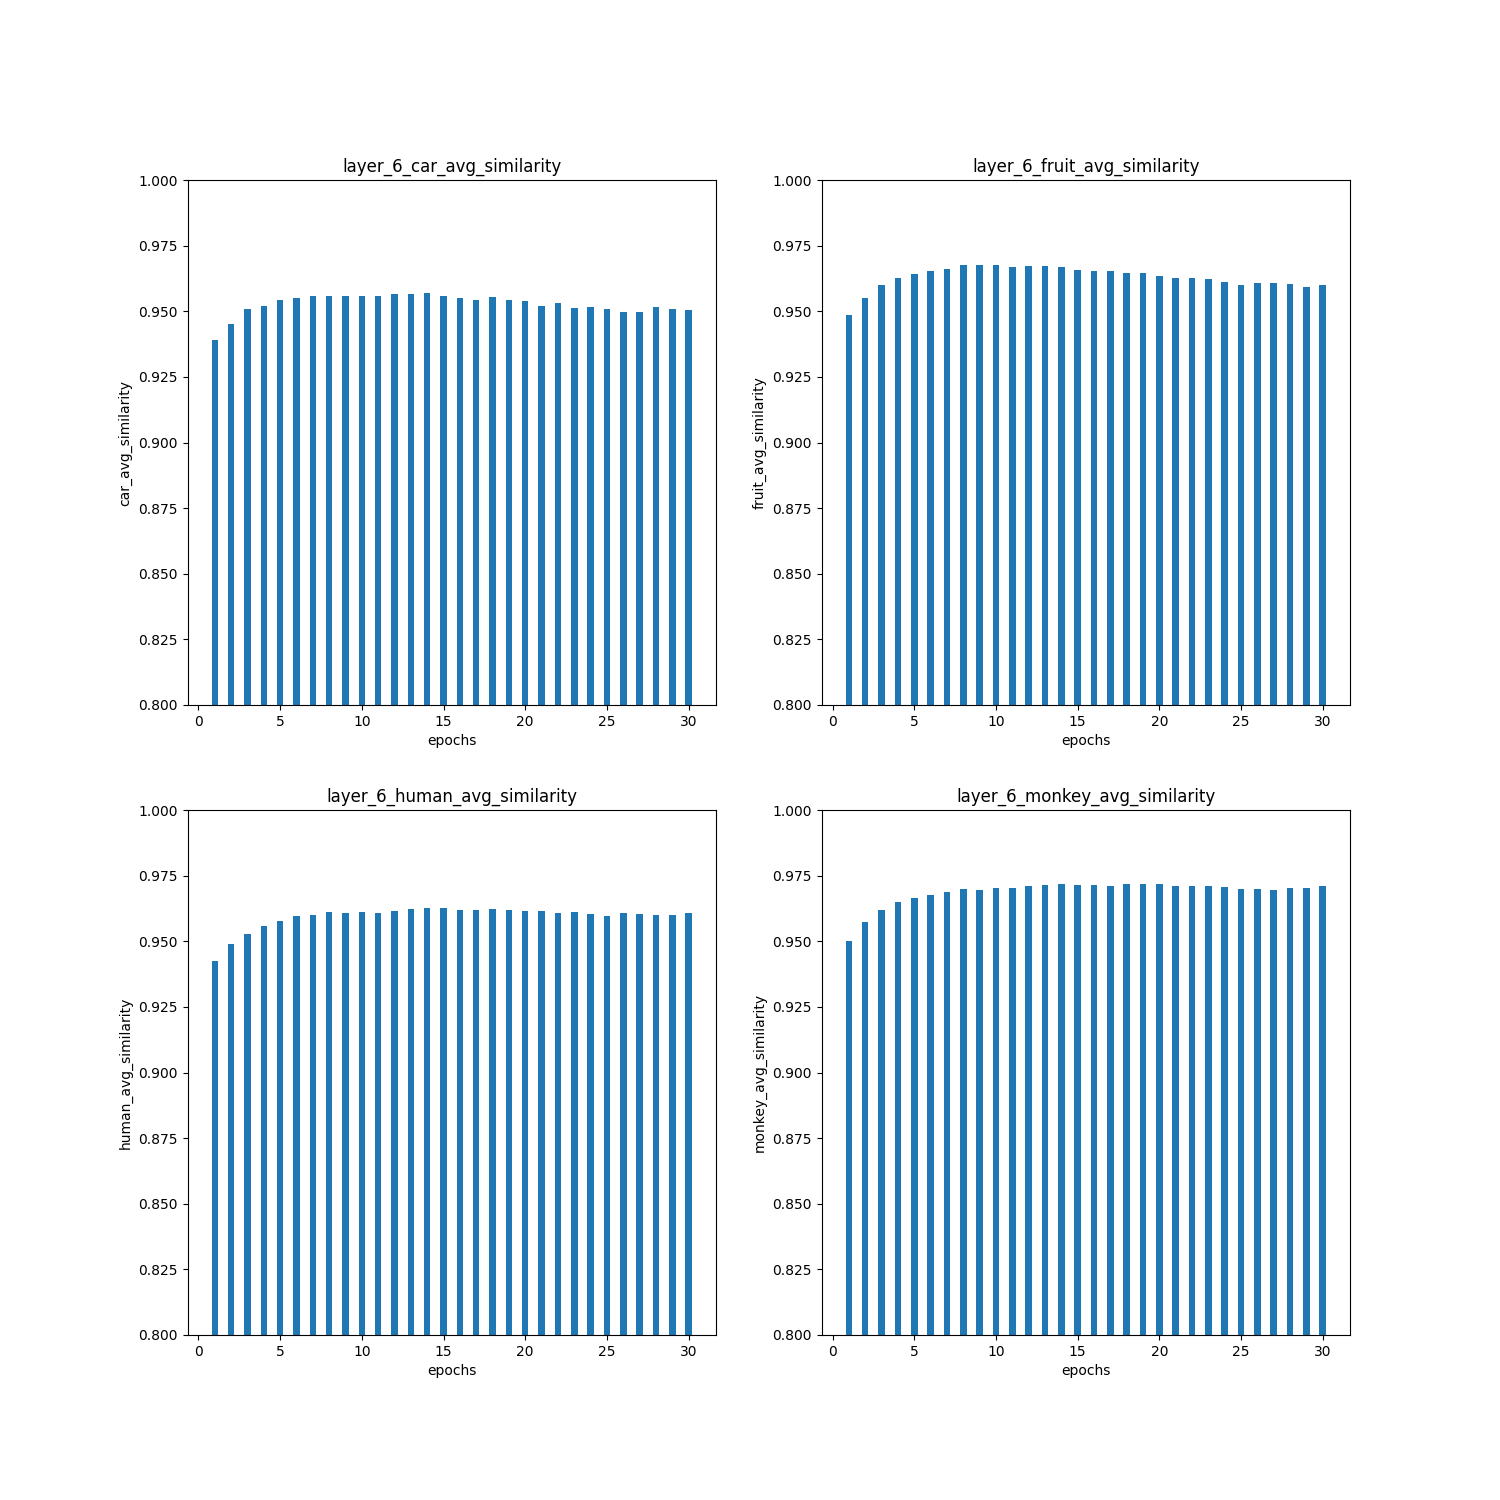 layer_6_car_avg_similarity
1.000
0.975
0.950
0.925
0.900
0.875
0.850
0.825
0.800
car_avg_similarity
0 5 10 15 20 25 30
epochs
layer_6_fruit_avg_similarity
1.000
0.975
0.950
0.925
0.900
0.875
0.850
0.825
0.800
fruit_avg_similarity
0 5 10 15 20 25 30
epochs
layer_6_human_avg_similarity
1.000
0.975
0.950
0.925
0.900
0.875
0.850
0.825
0.800
human_avg_similarity
0 5 10 15 20 25 30
epochs
layer_6_monkey_avg_similarity
1.000
0.975
0.950
0.925
0.900
0.875
0.850
0.825
0.800
monkey_avg_similarity
0 5 10 15 20 25 30
epochs